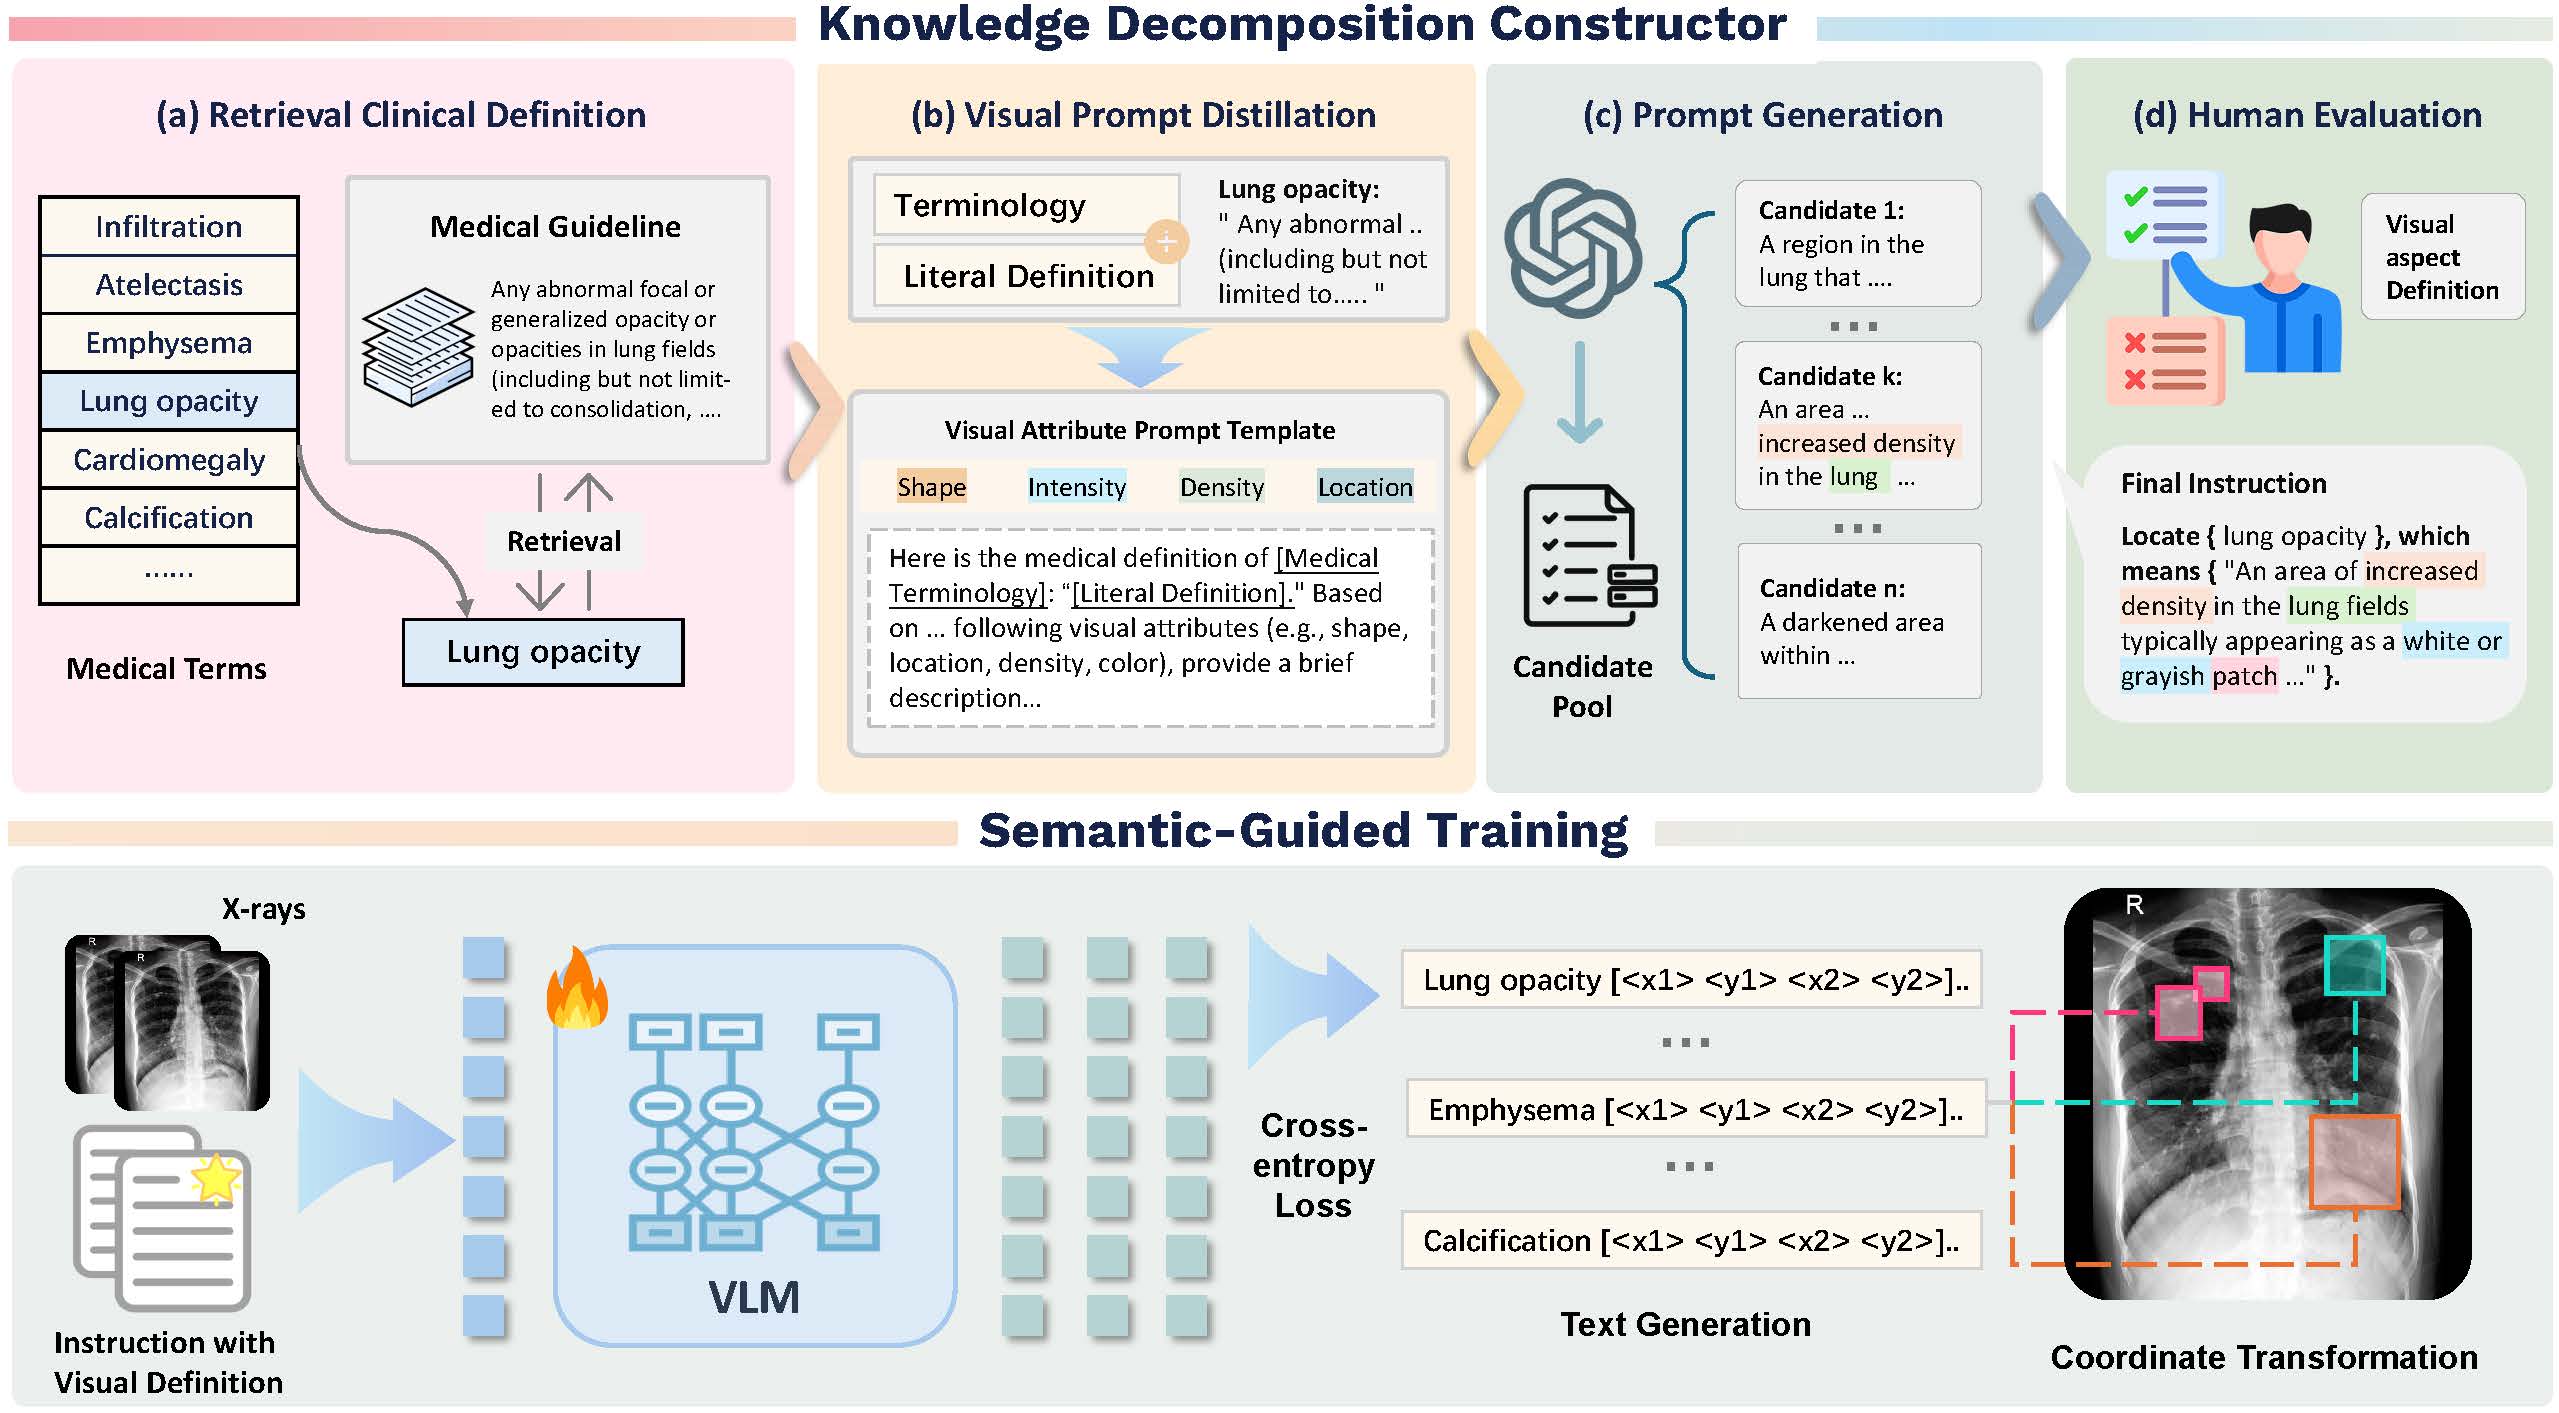 Knowledge Decomposition Constructor
(a) Retrieval Clinical Definition
Infiltration
Atelectasis
Emphysema
Lung opacity
Cardiomegaly
Calcification
......
Medical Terms
Medical Guideline
Any abnormal focal or
generalized opacity or
opacities in lung fields
(including but not limit-
ed to consolidation, ....
Retrieval
Lung opacity
(b) Visual Prompt Distillation
Terminology
+
Literal Definition
Lung opacity:
" Any abnormal ..
(including but not
limited to..... "
Visual Attribute Prompt Template
Shape Intensity Density Location
Here is the medical definition of [Medical
Terminology]: “[Literal Definition]." Based
on ... following visual attributes (e.g., shape,
location, density, color), provide a brief
description...
(c) Prompt Generation
Candidate
Pool
Candidate 1:
A region in the
lung that ....
...
Candidate k:
An area ...
increased density
in the lung ...
...
Candidate n:
A darkened area
within ...
(d) Human Evaluation
Visual
aspect
Definition
Final Instruction
Locate { lung opacity }, which
means { "An area of increased
density in the lung fields
typically appearing as a white or
grayish patch ..." }.
Semantic-Guided Training
X-rays
R
R
Instruction with
Visual Definition
VLM
Cross-
entropy
Loss
Lung opacity [<x1> <y1> <x2> <y2>]..
...
Emphysema [<x1> <y1> <x2> <y2>]..
...
Calcification [<x1> <y1> <x2> <y2>]..
Text Generation
R
Coordinate Transformation